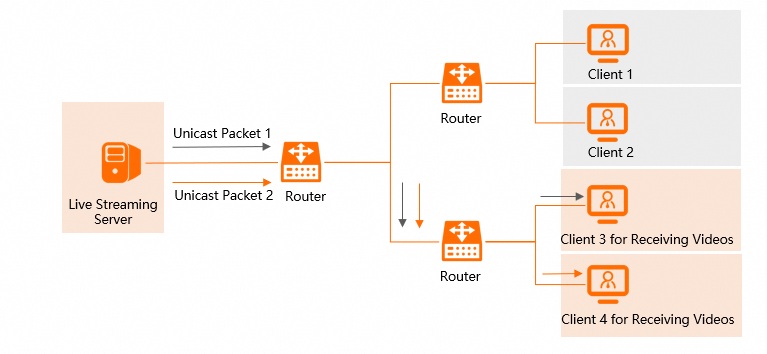 Unicast Packet 1
Unicast Packet 2
Live Streaming
Server
Router
Router
Router
Client 1
Client 2
Client 3 for Receiving Videos
Client 4 for Receiving Videos